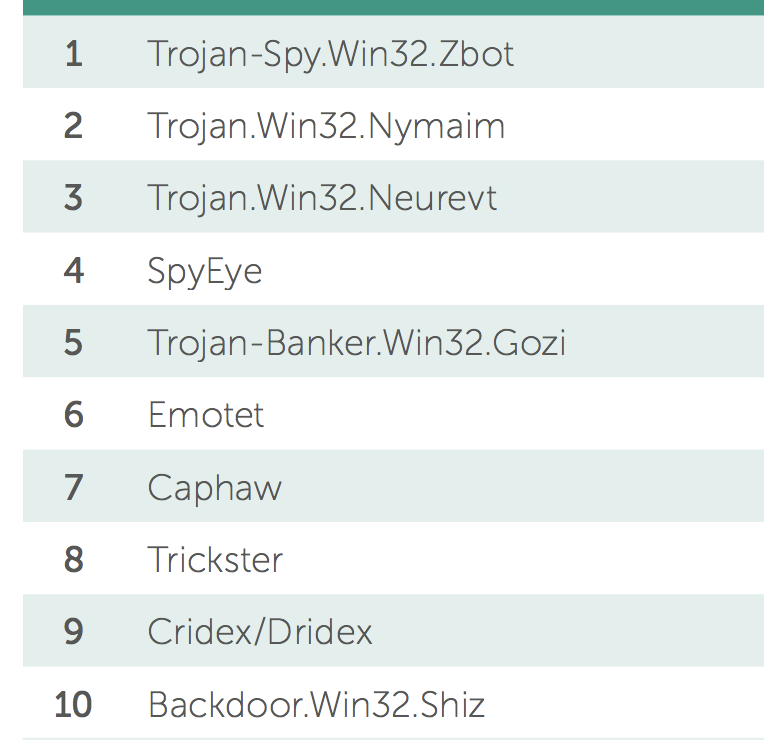 1 Trojan-Spy.Win32.Zbot
2 Trojan.Win32.Nymaim
3 Trojan.Win32.Neurevt
4 SpyEye
5 Trojan-Banker.Win32.Gozi
6 Emotet
7 Caphaw
8 Trickster
9 Cridex/Dridex
10 Backdoor.Win32.Shiz